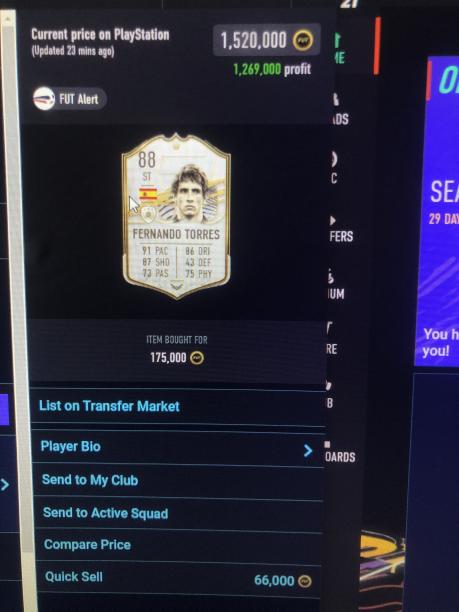 21
Current price on PlayStation
(Updated 23 mins ago)
1,520,000 FUT
1,269,000 profit
FUT Alert
88
ST
FERNANDO TORRES
91 PAC 86 DRI
87 SHO 43 DEF
73 PAS 75 PHY
ITEM BOUGHT FOR
175,000
List on Transfer Market
Player Bio
Send to My Club
Send to Active Squad
Compare Price
Quick Sell 66,000
ME
ADS
C
FERS
IUM
RE
B
OARDS
SEA
29 DAY
You h
you!